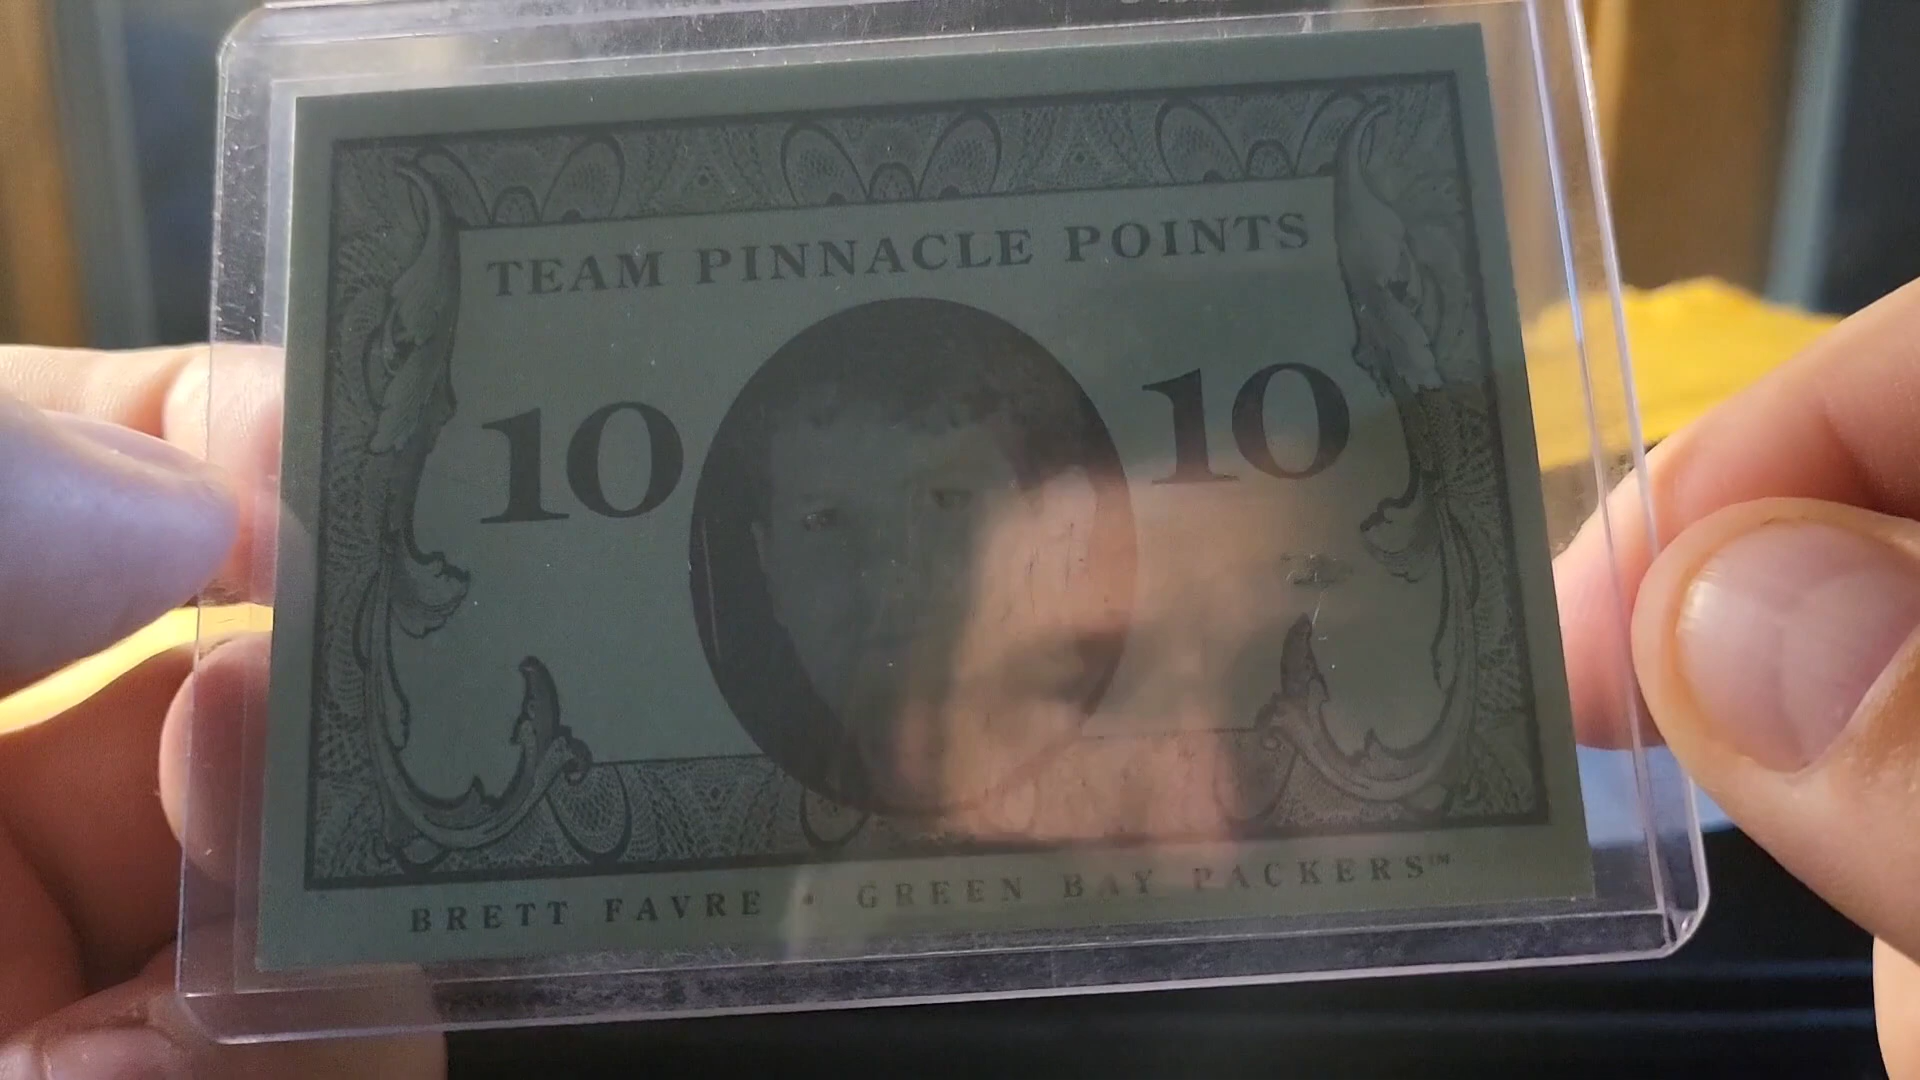 TEAM PINNACLE POINTS
10 10
BRETT FAVRE • GREEN BAY PACKERS™